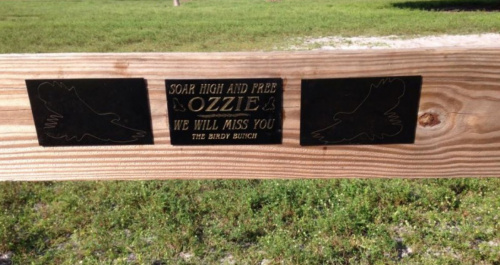 SOAR HIGH AND FREE
OZZIE
WE WILL MISS YOU
THE BIRDY BUNCH